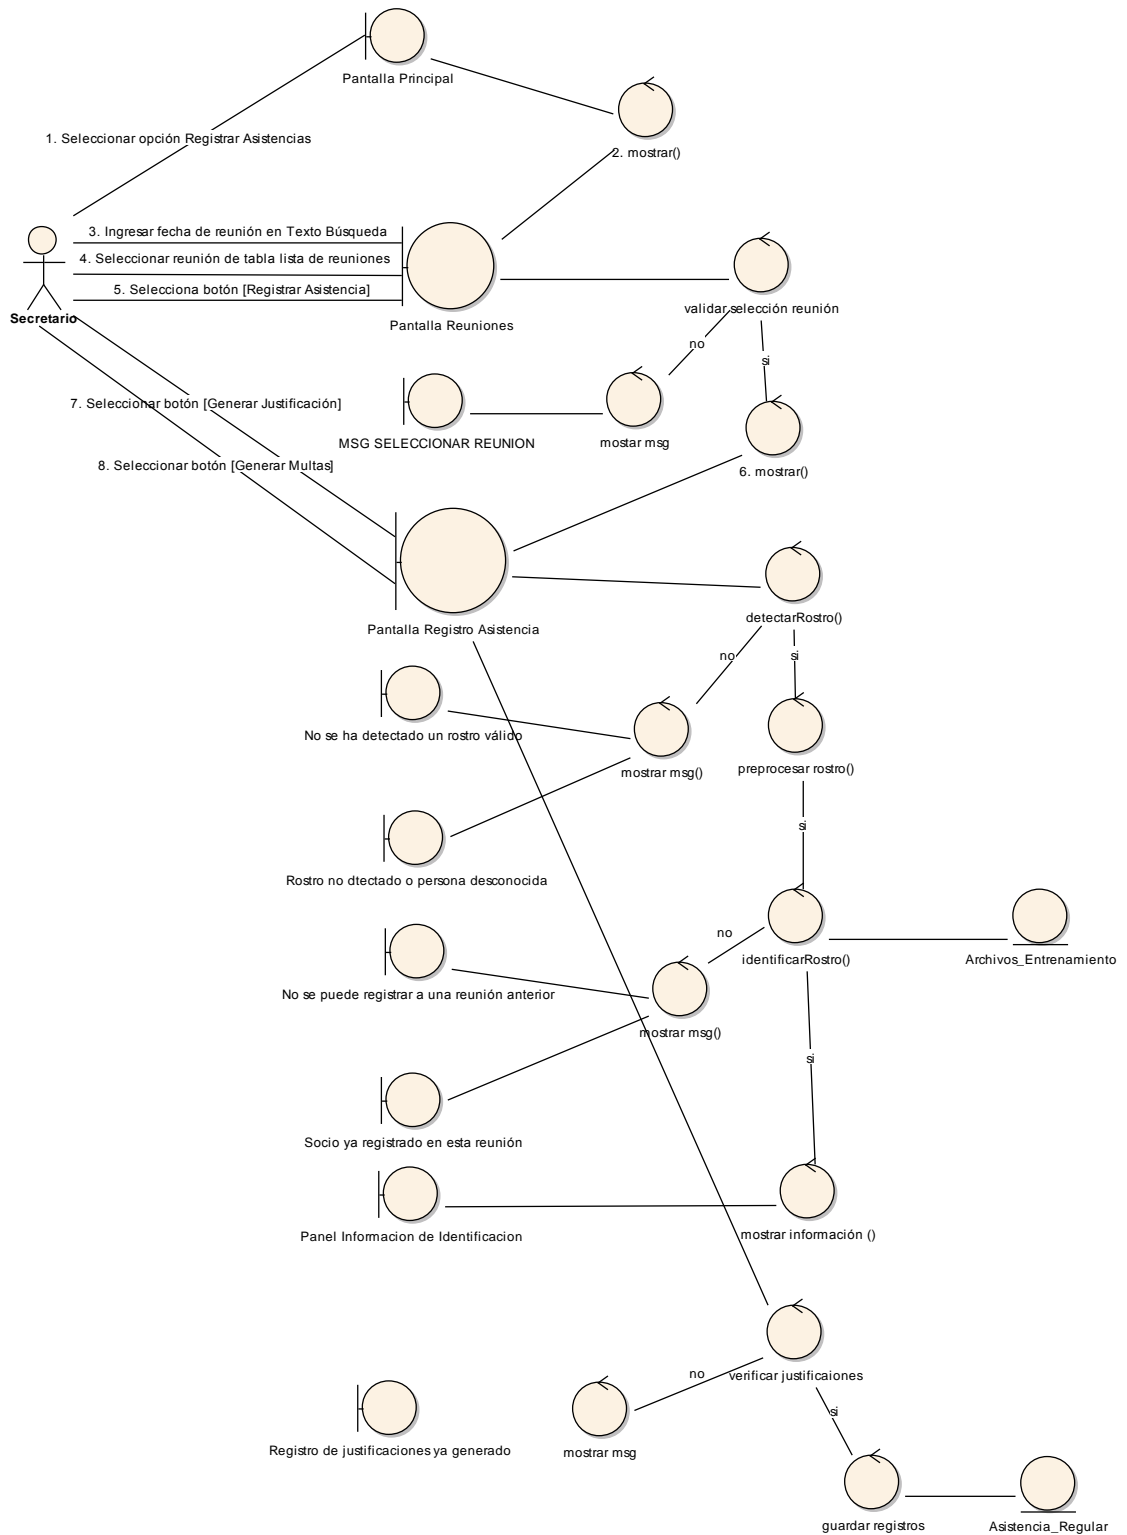 Pantalla Principal
1. Seleccionar opción Registrar Asistencias
2. mostrar()
3. Ingresar fecha de reunión en Texto Búsqueda
4. Seleccionar reunión de tabla lista de reuniones
5. Selecciona botón [Registrar Asistencia]
Secretario
Pantalla Reuniones
validar selección reunión
no
si
7. Seleccionar botón [Generar Justificación]
MSG SELECCIONAR REUNION
mostar msg
8. Seleccionar botón [Generar Multas]
6. mostrar()
Pantalla Registro Asistencia
detectarRostro()
no
si
No se ha detectado un rostro válido
mostrar msg()
preprocesar rostro()
si
Rostro no dtectado o persona desconocida
no
identificarRostro()
Archivos_Entrenamiento
No se puede registrar a una reunión anterior
mostrar msg()
si
Socio ya registrado en esta reunión
Panel Informacion de Identificacion
mostrar información ()
no
verificar justificaiones
si
Registro de justificaciones ya generado
mostrar msg
guardar registros
Asistencia_Regular